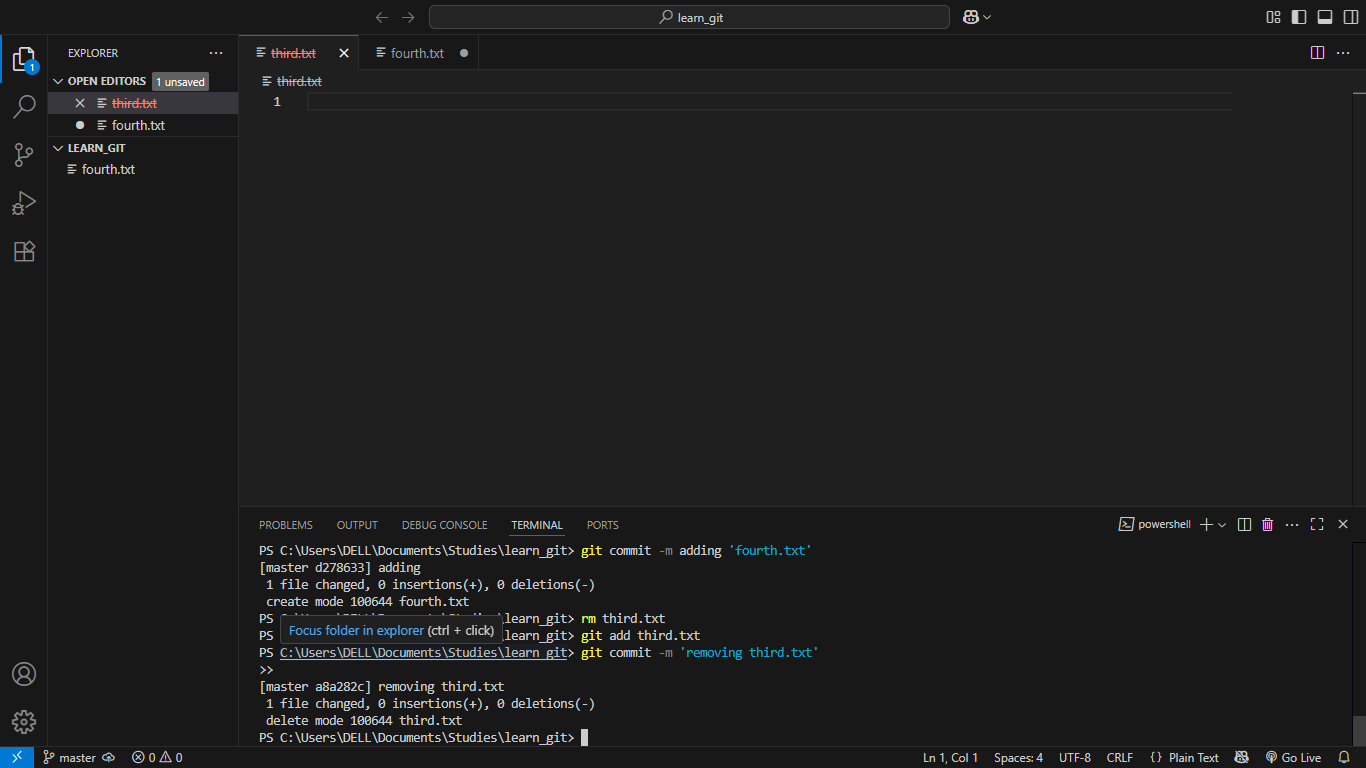 learn_git
EXPLORER
OPEN EDITORS 1 unsaved
third.txt
fourth.txt
LEARN_GIT
fourth.txt
1
third.txt
fourth.txt
third.txt
1
PROBLEMS OUTPUT DEBUG CONSOLE TERMINAL PORTS
powershell
PS C:\Users\DELL\Documents\Studies\learn_git> git commit -m adding 'fourth.txt'
[master d278633] adding
1 file changed, 0 insertions(+), 0 deletions(-)
create mode 100644 fourth.txt
PS learn_git> rm third.txt
PS learn_git> git add third.txt
Focus folder in explorer (ctrl + click)
PS C:\Users\DELL\Documents\Studies\learn_git> git commit -m 'removing third.txt'
>>
[master a8a282c] removing third.txt
1 file changed, 0 insertions(+), 0 deletions(-)
delete mode 100644 third.txt
PS C:\Users\DELL\Documents\Studies\learn_git>
master 0 0
Ln 1, Col 1 Spaces: 4 UTF-8 CRLF {} Plain Text Go Live